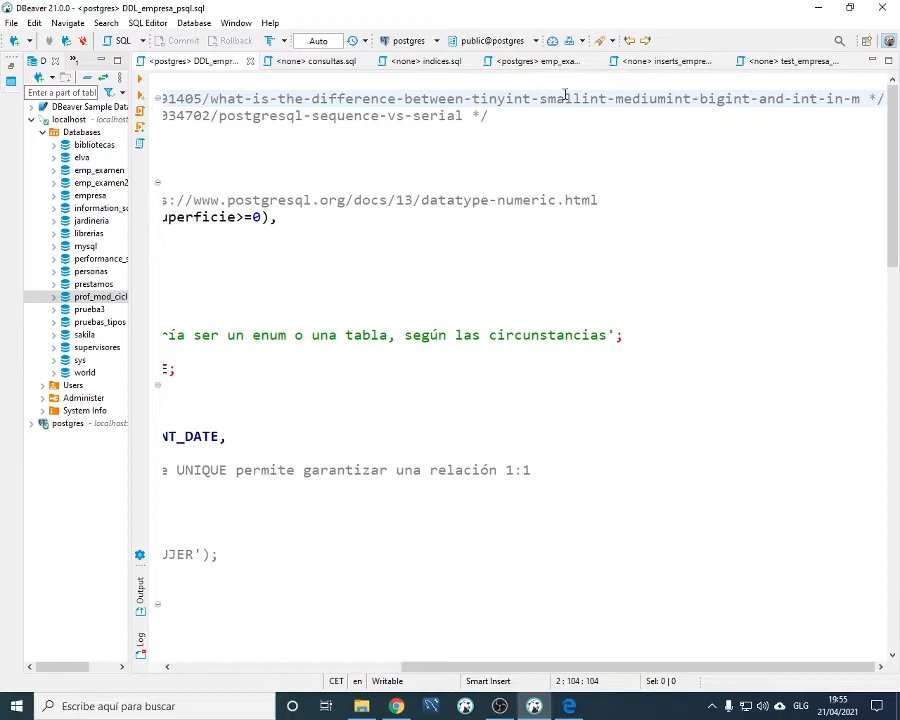 DBeaver 21.0.0 - <postgres> DDL_empresa_psql.sql
File Edit Navigate Search SQL Editor Database Window Help
SQL Commit Rollback Auto postgres public@postgres
D <postgres> DDL_empr... <none> consultas.sql <none> indices.sql <postgres> emp_exa... <none> inserts_empre... <none> test_empresa_...
Enter a part of tabl
DBeaver Sample Data
localhost
Databases
bibliotecas
elva
emp_examen
emp_examen2
empresa
information_sc
jardineria
librerias
mysql
performance_s
personas
prestamos
prof_mod_cicl
prueba3
pruebas_tipos
sakila
supervisores
sys
world
Users
Administer
System Info
postgres - localhost:
01405/what-is-the-difference-between-tinyint-smallint-mediumint-bigint-and-int-in-m */
034702/postgresql-sequence-vs-serial */
s://www.postgresql.org/docs/13/datatype-numeric.html
uperficie>=0),
ría ser un enum o una tabla, según las circunstancias';
E;
NT_DATE,
e UNIQUE permite garantizar una relación 1:1
UJER');
Output
Log
CET en Writable Smart Insert 2 : 104 : 104 Sel: 0 | 0
Escribe aquí para buscar
GLG
19:55
21/04/2021